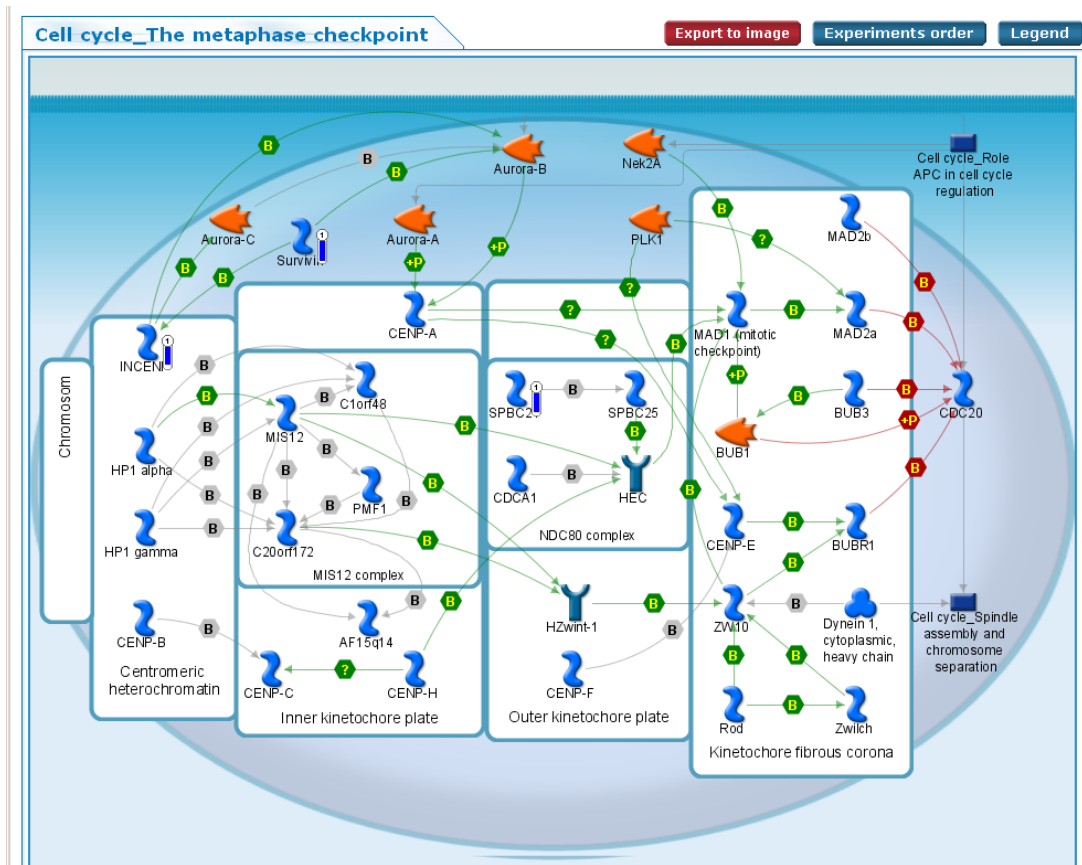 Cell cycle_The metaphase checkpoint
Export to image
Experiments order
Legend
B
Aurora-B
Nek2A
Cell cycle_Role
APC in cell cycle
regulation
B
B
Aurora-C
1
Aurora-A
PLK1
B
MAD2b
?
B
+P
+P
B
?
B
CENP-A
?
B
MAD1 (mitotic
checkpoint)
MAD2a
B
1
B
?
B
+P
Chromosom
B
C1orf48
B
B
B
MIS12
B
1
B
SPBC25
B
B
BUB3
B
CDC20
+P
BUB1
HP1 alpha
B
B
B
B
B
CDCA1
B
HEC
B
B
PMF1
B
B
B
HP1 gamma
B
C20orf172
B
NDC80 complex
CENP-E
B
BUBR1
MIS12 complex
B
B
B
HZwint-1
B
ZW10
B
Dynein 1,
cytoplasmic,
heavy chain
Cell cycle_Spindle
assembly and
chromosome
separation
CENP-B
B
AF15q14
B
B
B
Centromeric
heterochromatin
CENP-C
?
CENP-H
CENP-F
Rod
B
Zwilch
Inner kinetochore plate
Outer kinetochore plate
Kinetochore fibrous corona